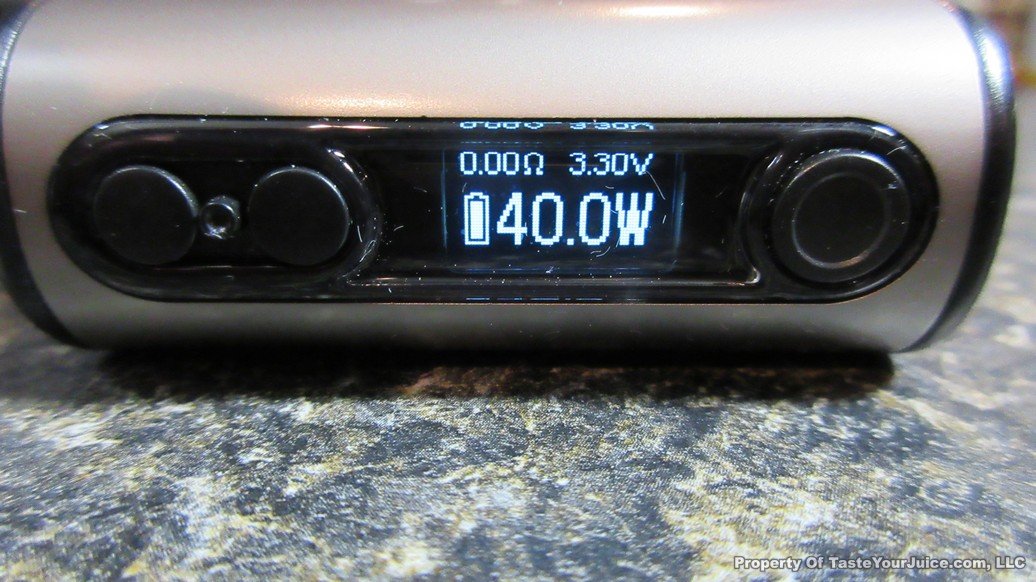 0.00Ω 3.30V
40.0W
Property Of TasteYourJuice.com, LLC